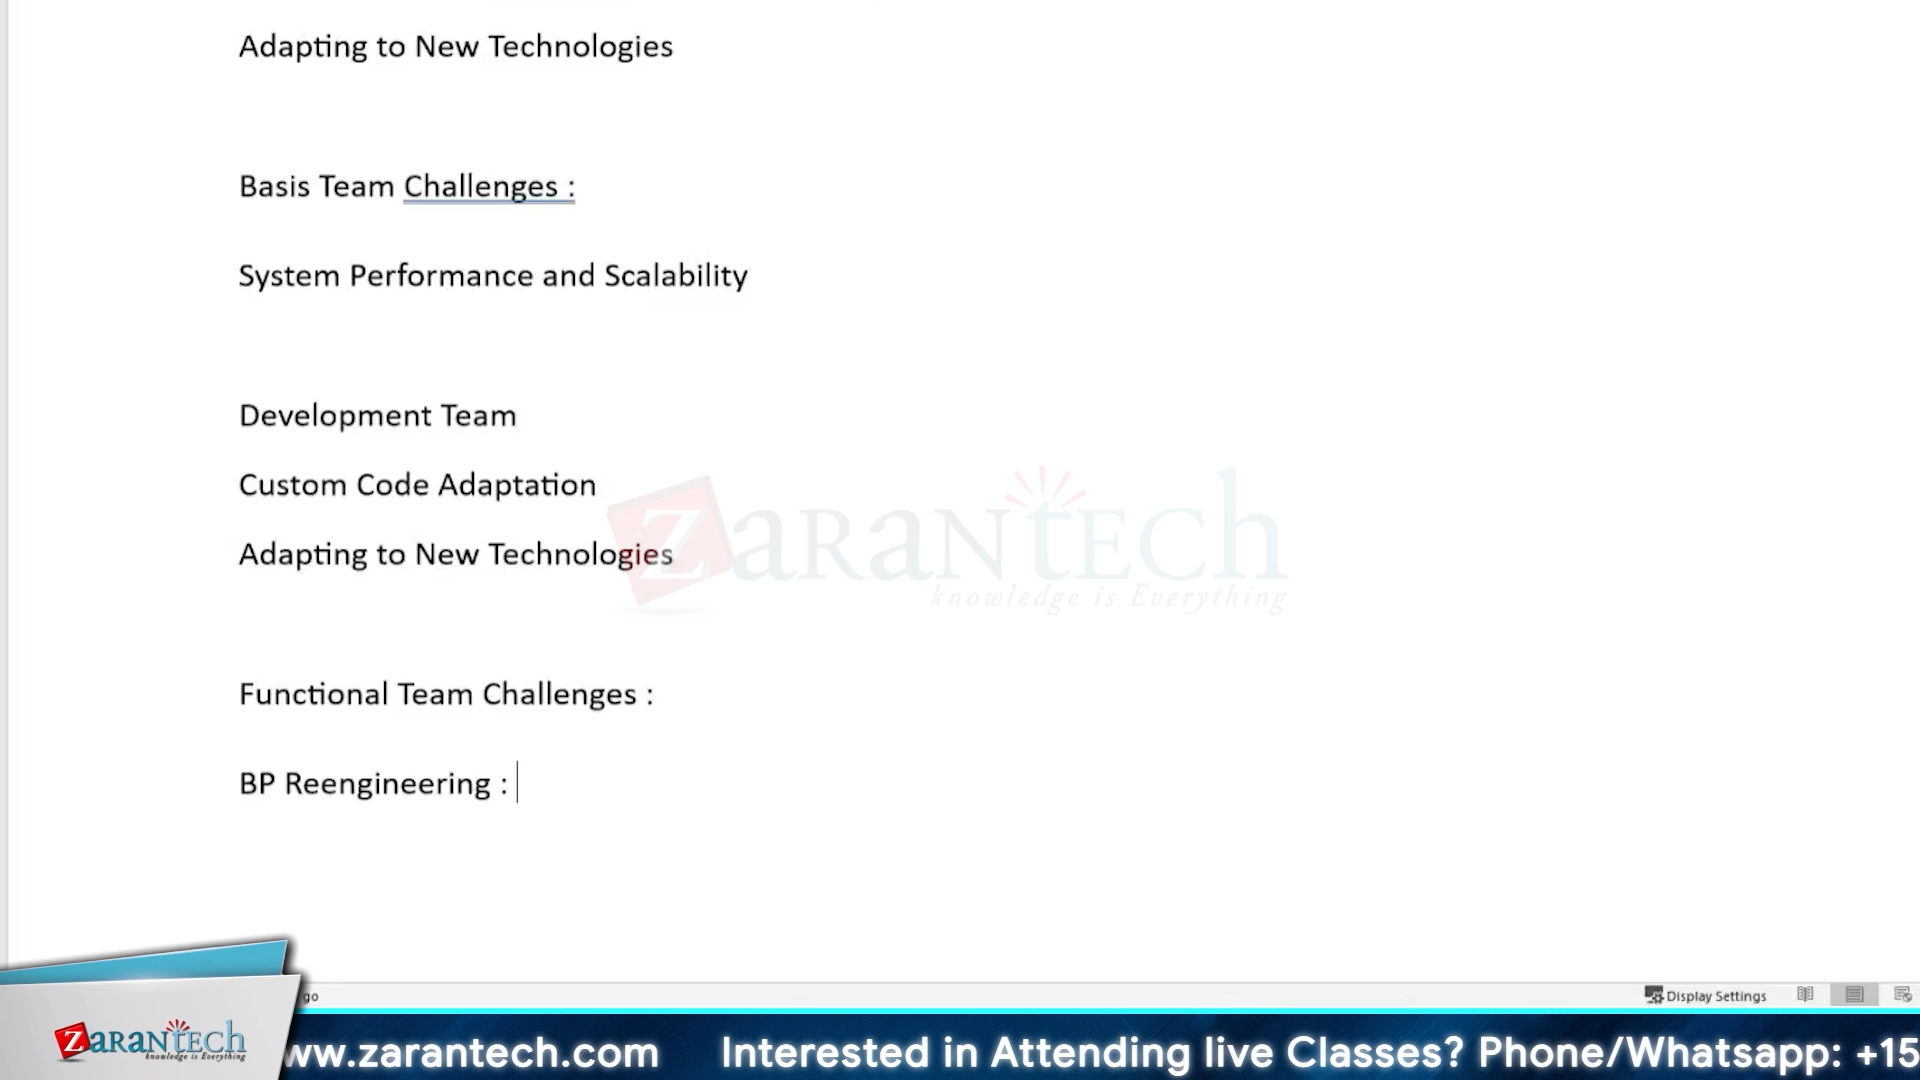 Adapting to New Technologies
Basis Team Challenges :
System Performance and Scalability
Development Team
Custom Code Adaptation
Adapting to New Technologies
ZARANTECH
knowledge is Everything
Functional Team Challenges :
BP Reengineering :
go
Display Settings
ZARANTECH
knowledge is Everything
ww.zarantech.com Interested in Attending live Classes? Phone/Whatsapp: +15